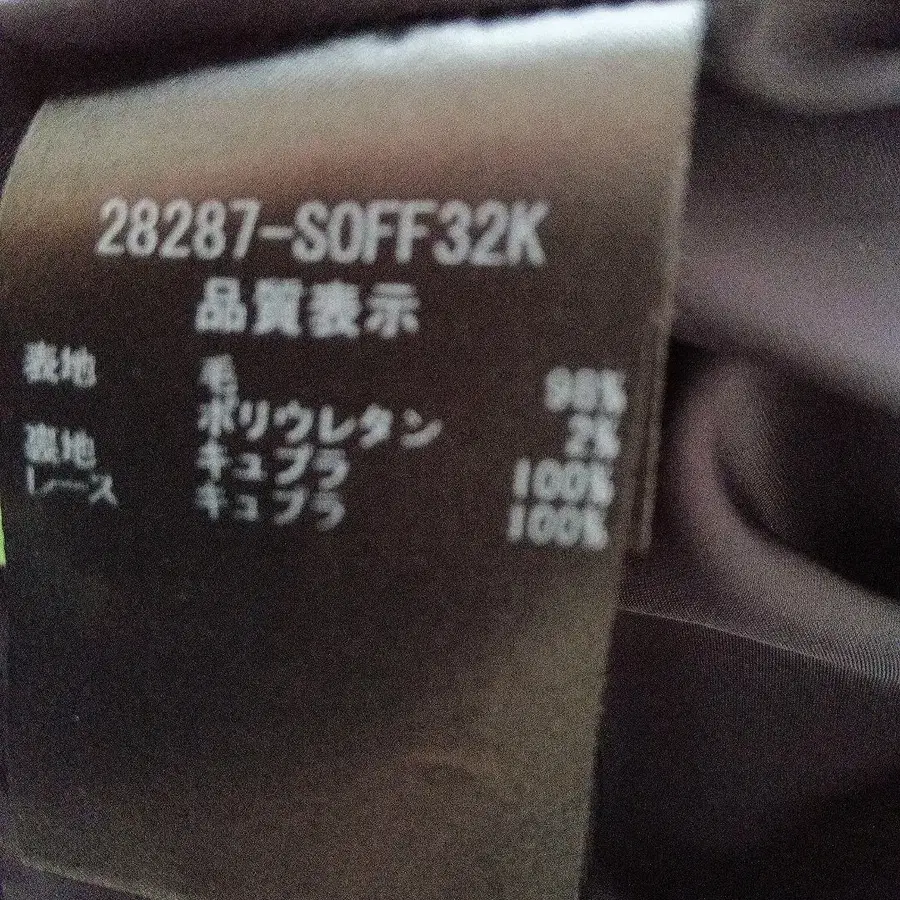 28287-SOFF32K
品質表示
表地 毛 98%
ポリウレタン 2%
裏地 キュプラ 100%
レース キュプラ 100%